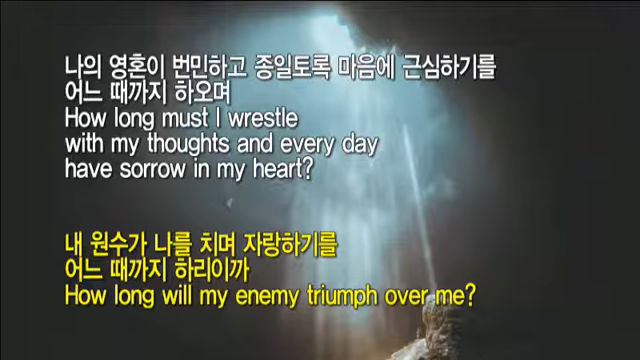 나의 영혼이 번민하고 종일토록 마음에 근심하기를
어느 때까지 하오며
How long must I wrestle
with my thoughts and every day
have sorrow in my heart?
내 원수가 나를 치며 자랑하기를
어느 때까지 하리이까
How long will my enemy triumph over me?